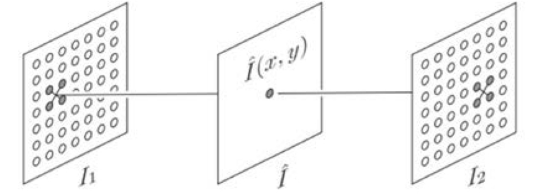 Î(x, y)
I1
Î
I2